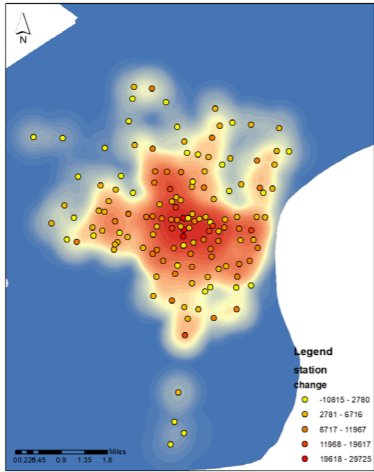 N
Legend
station
change
-10815 - 2780
2781 - 6716
6717 - 11967
11968 - 19617
19618 - 29725
Miles
0 0.225.45 0.9 1.35 1.8